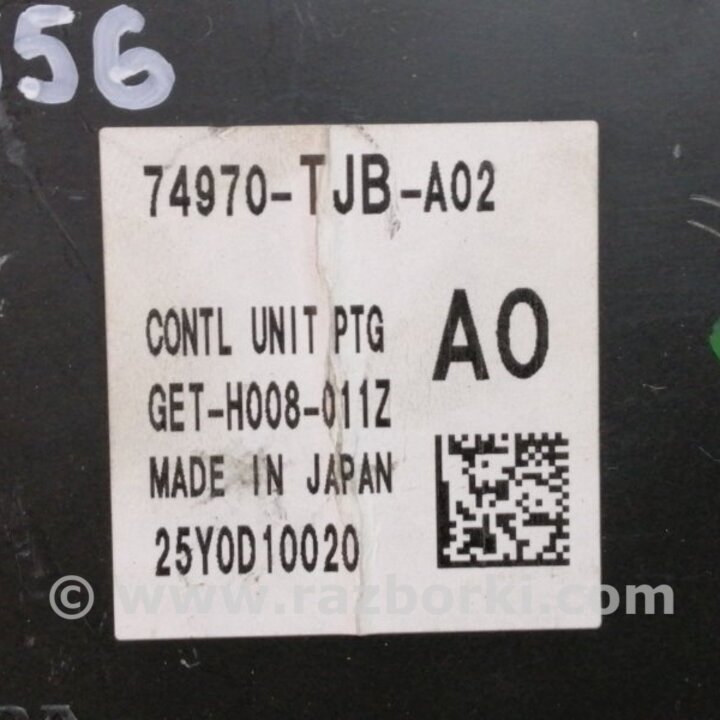 56
74970-TJB-A02
CONTL UNIT PTG
A0
GET-H008-011Z
MADE IN JAPAN
25Y0D10020
© www.razborki.com